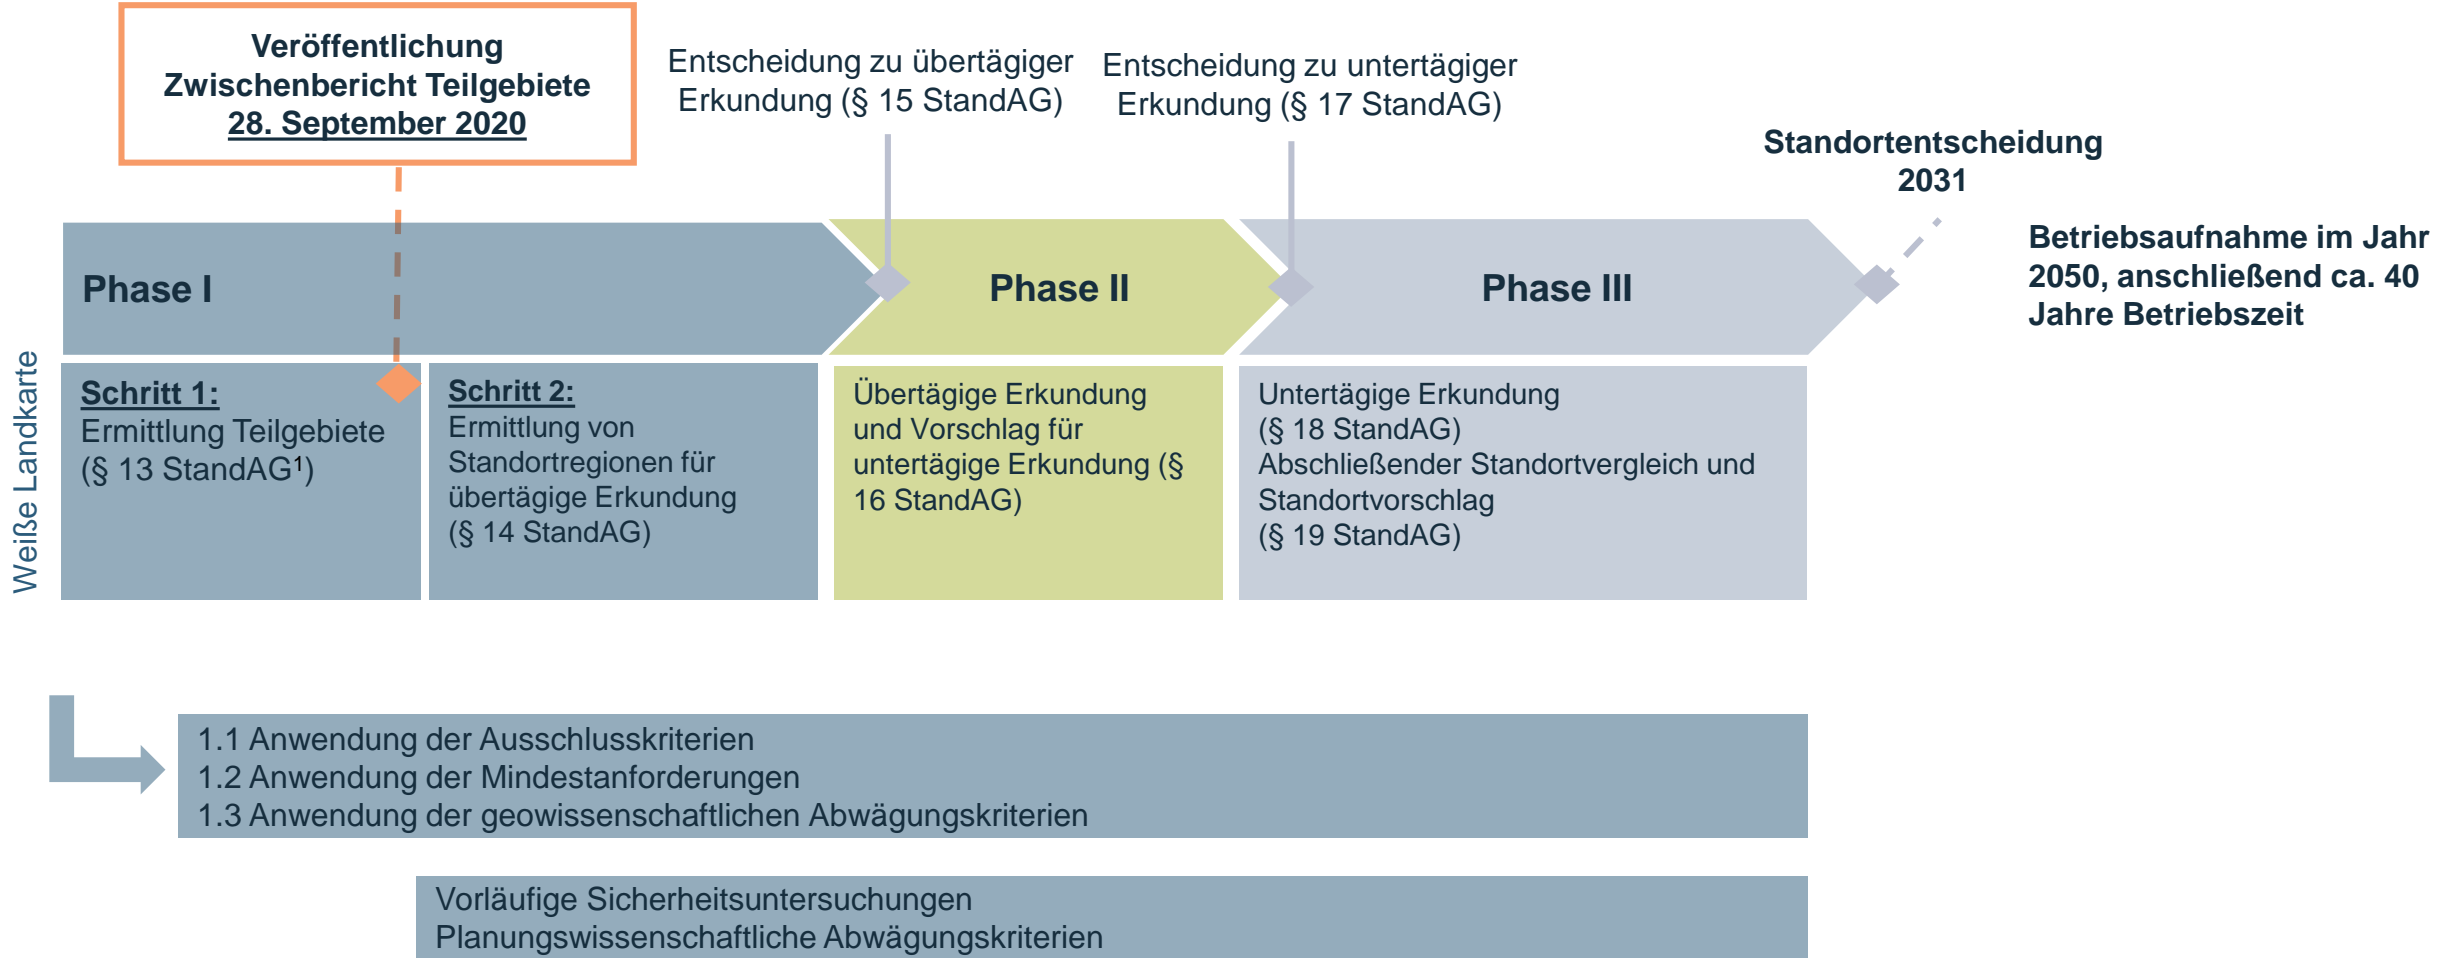 Veröffentlichung
Zwischenbericht Teilgebiete
28. September 2020
Entscheidung zu übertägiger
Erkundung (§ 15 StandAG)
Entscheidung zu untertägiger
Erkundung (§ 17 StandAG)
Standortentscheidung
2031
Betriebsaufnahme im Jahr
2050, anschließend ca. 40
Jahre Betriebszeit
Phase I
Phase II
Phase III
Weiße Landkarte
Schritt 1:
Ermittlung Teilgebiete
(§ 13 StandAG¹)
Schritt 2:
Ermittlung von
Standortregionen für
übertägige Erkundung
(§ 14 StandAG)
Übertägige Erkundung
und Vorschlag für
untertägige Erkundung (§
16 StandAG)
Untertägige Erkundung
(§ 18 StandAG)
Abschließender Standortvergleich und
Standortvorschlag
(§ 19 StandAG)
1.1 Anwendung der Ausschlusskriterien
1.2 Anwendung der Mindestanforderungen
1.3 Anwendung der geowissenschaftlichen Abwägungskriterien
Vorläufige Sicherheitsuntersuchungen
Planungswissenschaftliche Abwägungskriterien